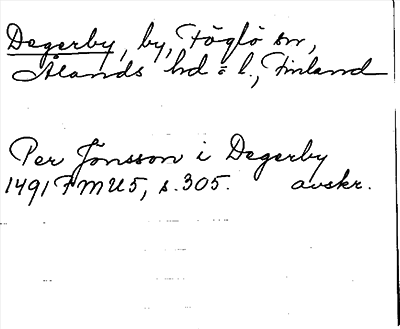 Degerby, by, Föglö sn,
Ålands hd = l., Finland
Per Jönsson i Degerby
1491 FMU5, s. 305. avskr.